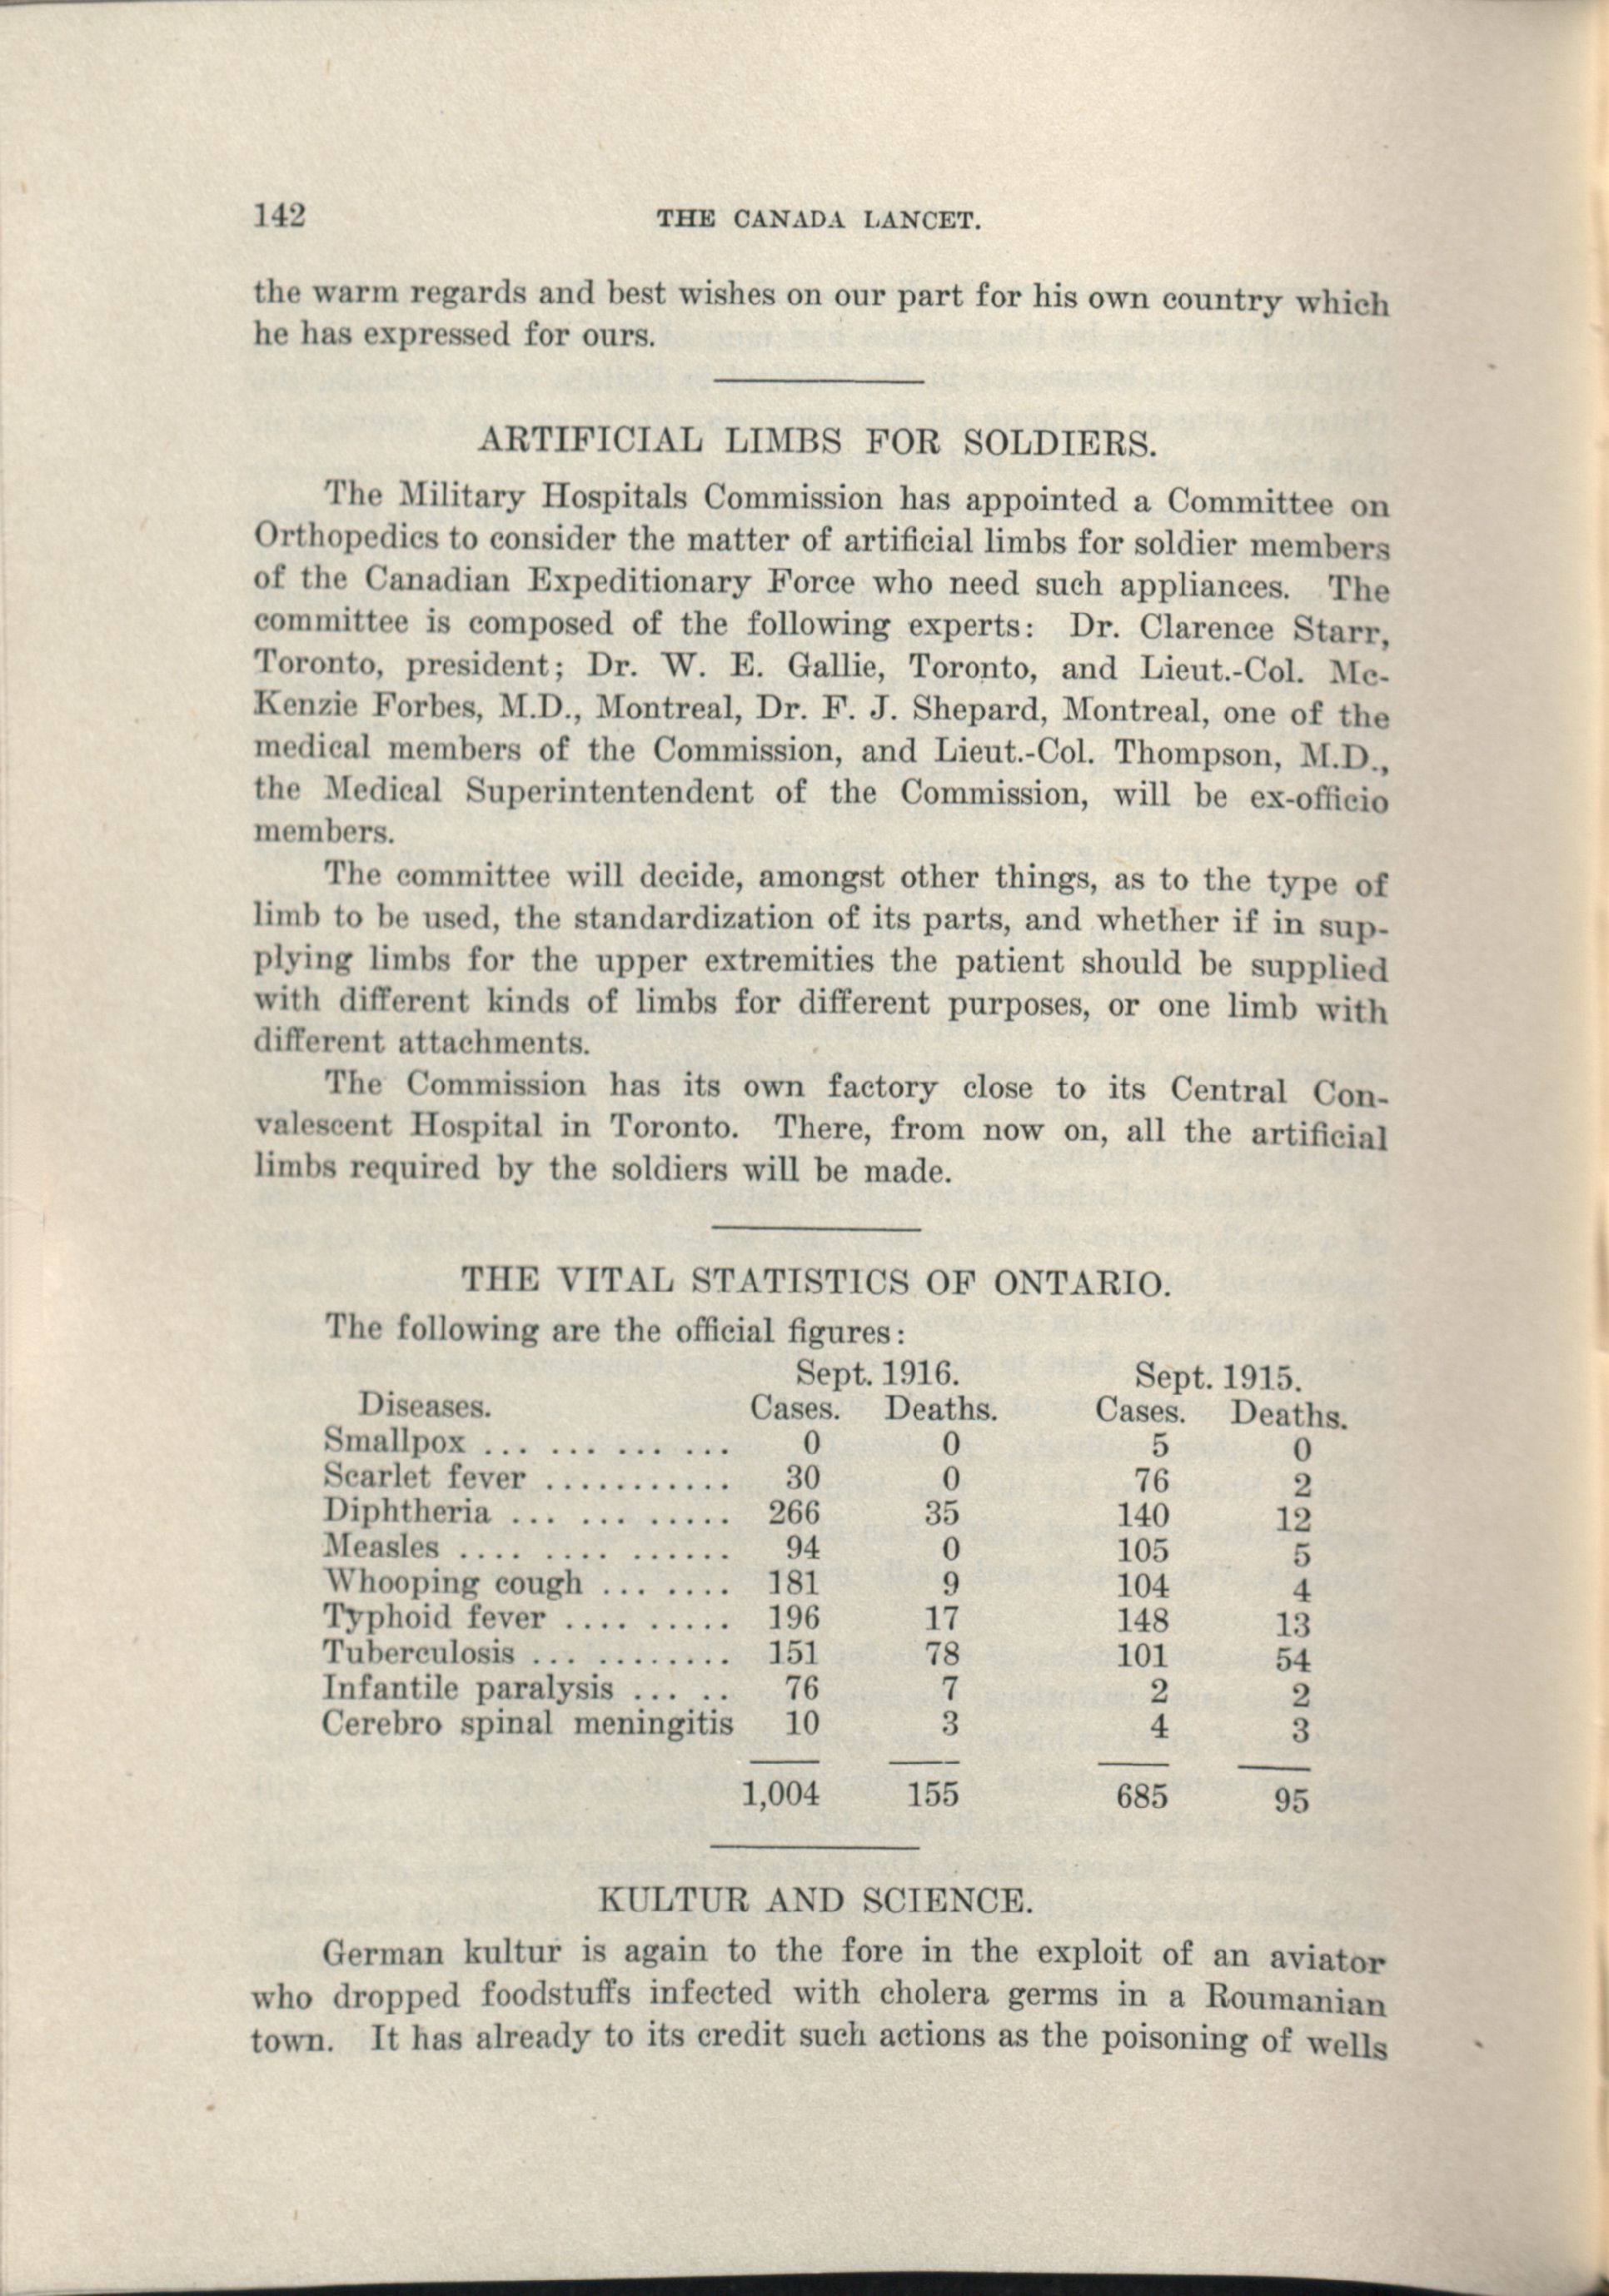 142 THE CANADA LANCET.
the warm regards and best wishes on our part for his own country which
he has expressed for ours.
ARTIFICIAL LIMBS FOR SOLDIERS.
The Military Hospitals Commission has appointed a Committee on
Orthopedics to consider the matter of artificial limbs for soldier members
of the Canadian Expeditionary Force who need such appliances. The
committee is composed of the following experts: Dr. Clarence Starr,
Toronto, president; Dr. W. E. Gallie, Toronto, and Lieut.-Col. Mc-
Kenzie Forbes, M.D., Montreal, Dr. F. J. Shepard, Montreal, one of the
medical members of the Commission, and Lieut.-Col. Thompson, M.D.,
the Medical Superintentendent of the Commission, will be ex-officio
members.
The committee will decide, amongst other things, as to the type of
limb to be used, the standardization of its parts, and whether if in sup-
plying limbs for the upper extremities the patient should be supplied
with different kinds of limbs for different purposes, or one limb with
different attachments.
The Commission has its own factory close to its Central Con-
valescent Hospital in Toronto. There, from now on, all the artificial
limbs required by the soldiers will be made.
THE VITAL STATISTICS OF ONTARIO.
The following are the official figures:
Sept. 1916. Sept. 1915.
Diseases. Cases. Deaths. Cases. Deaths.
Smallpox ... ... ... ... 0 0 5 0
Scarlet fever ........... 30 0 76 2
Diphtheria ... ... ..... 266 35 140 12
Measles .... .... ...... 94 0 105 5
Whooping cough ... .... 181 9 104 4
Typhoid fever .... ..... 196 17 148 13
Tuberculosis ... ........ 151 78 101 54
Infantile paralysis ... .. 76 7 2 2
Cerebro spinal meningitis 10 3 4 3
1,004 155 685 95
KULTUR AND SCIENCE.
German kultur is again to the fore in the exploit of an aviator
who dropped foodstuffs infected with cholera germs in a Roumanian
town. It has already to its credit such actions as the poisoning of wells